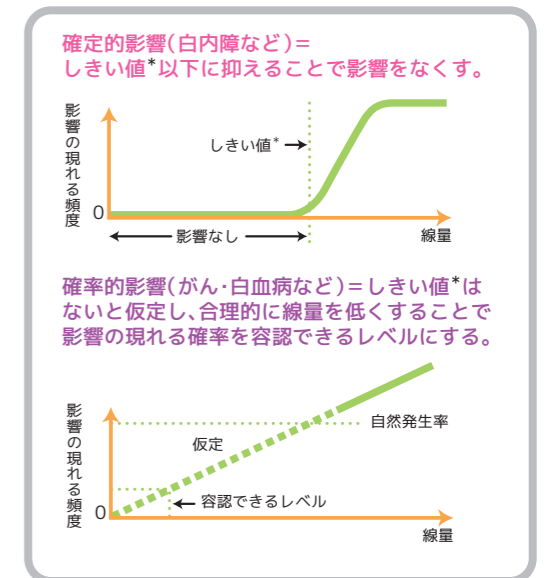 確定的影響(白内障など)=
しきい値*以下に抑えることで影響をなくす。
影響の現れる頻度
しきい値*
0
影響なし
線量
確率的影響(がん・白血病など)=しきい値*は
ないと仮定し、合理的に線量を低くすることで
影響の現れる確率を容認できるレベルにする。
影響の現れる頻度
自然発生率
仮定
容認できるレベル
0
線量